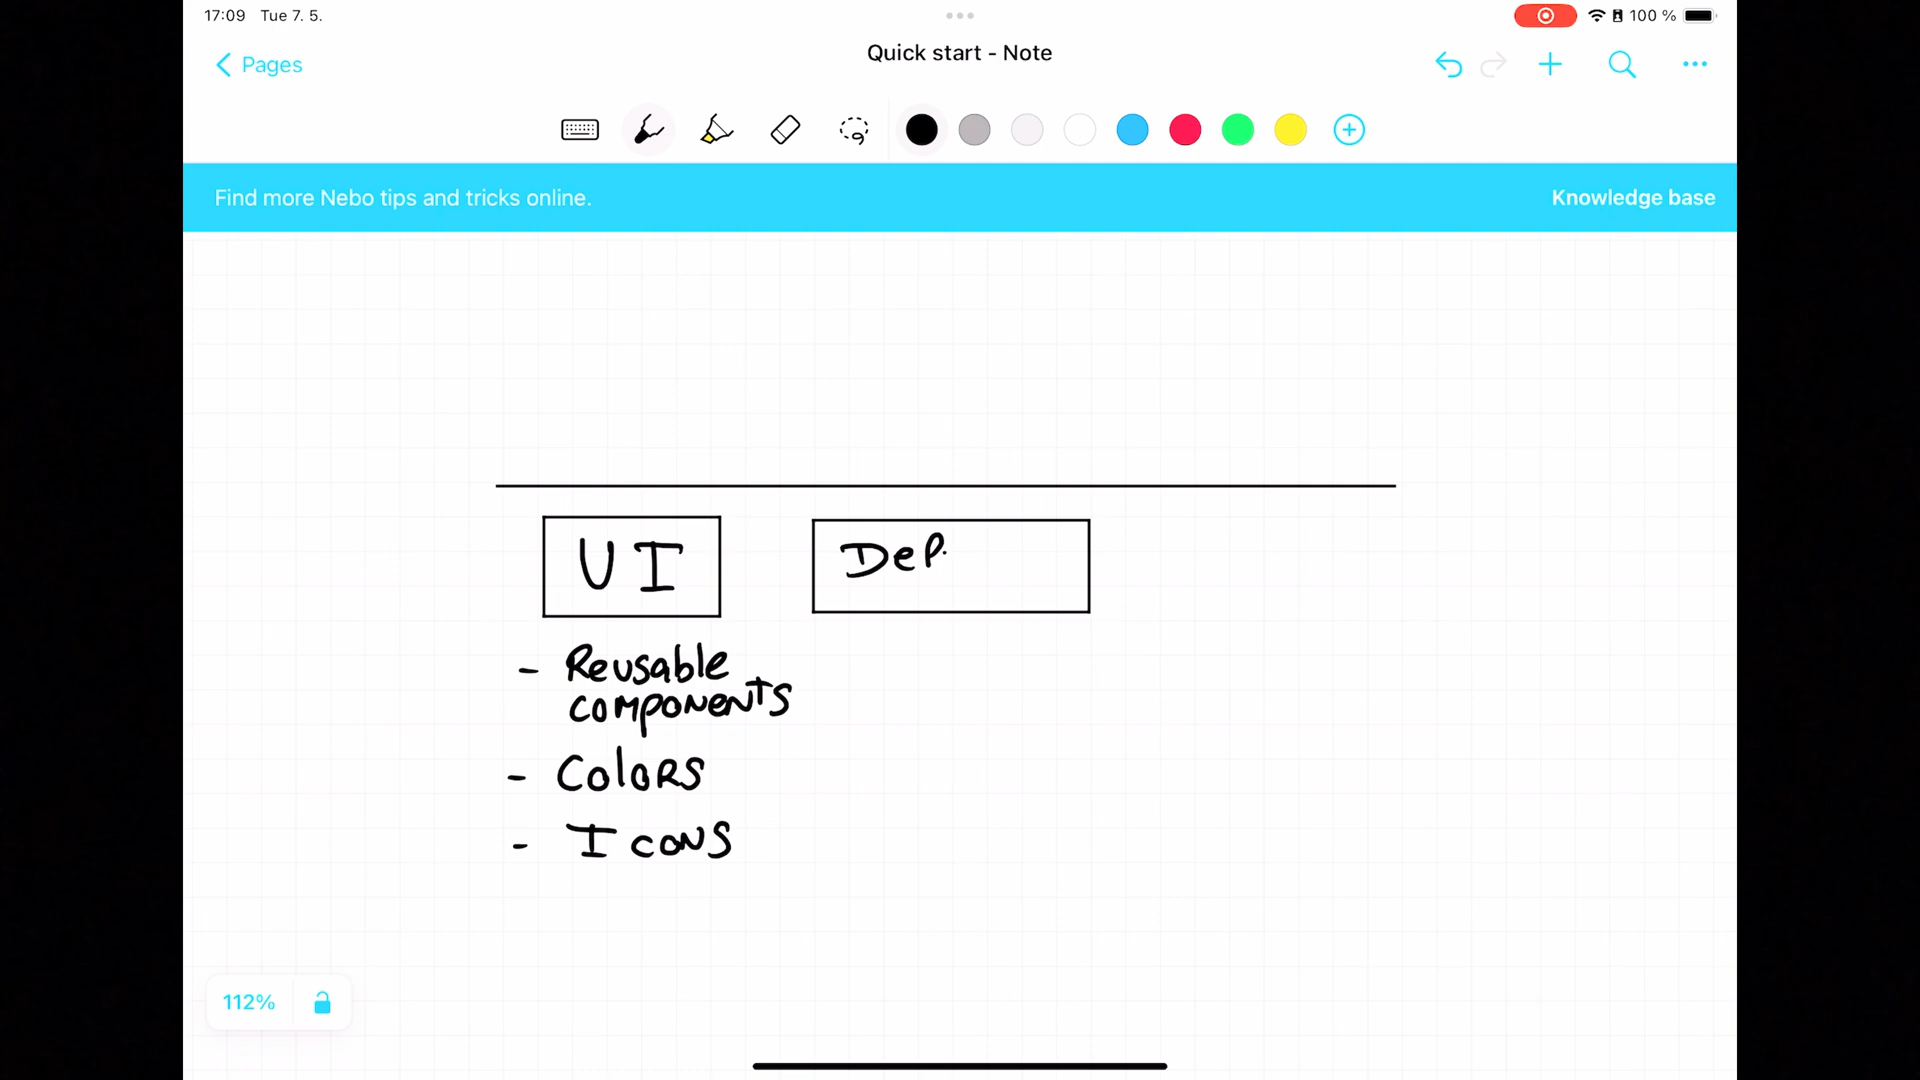 17:09 Tue 7. 5.
100 %
Quick start - Note
Pages
Find more Nebo tips and tricks online.
Knowledge base
UI
Dep.
- Reusable
components
- Colors
- Icons
112%